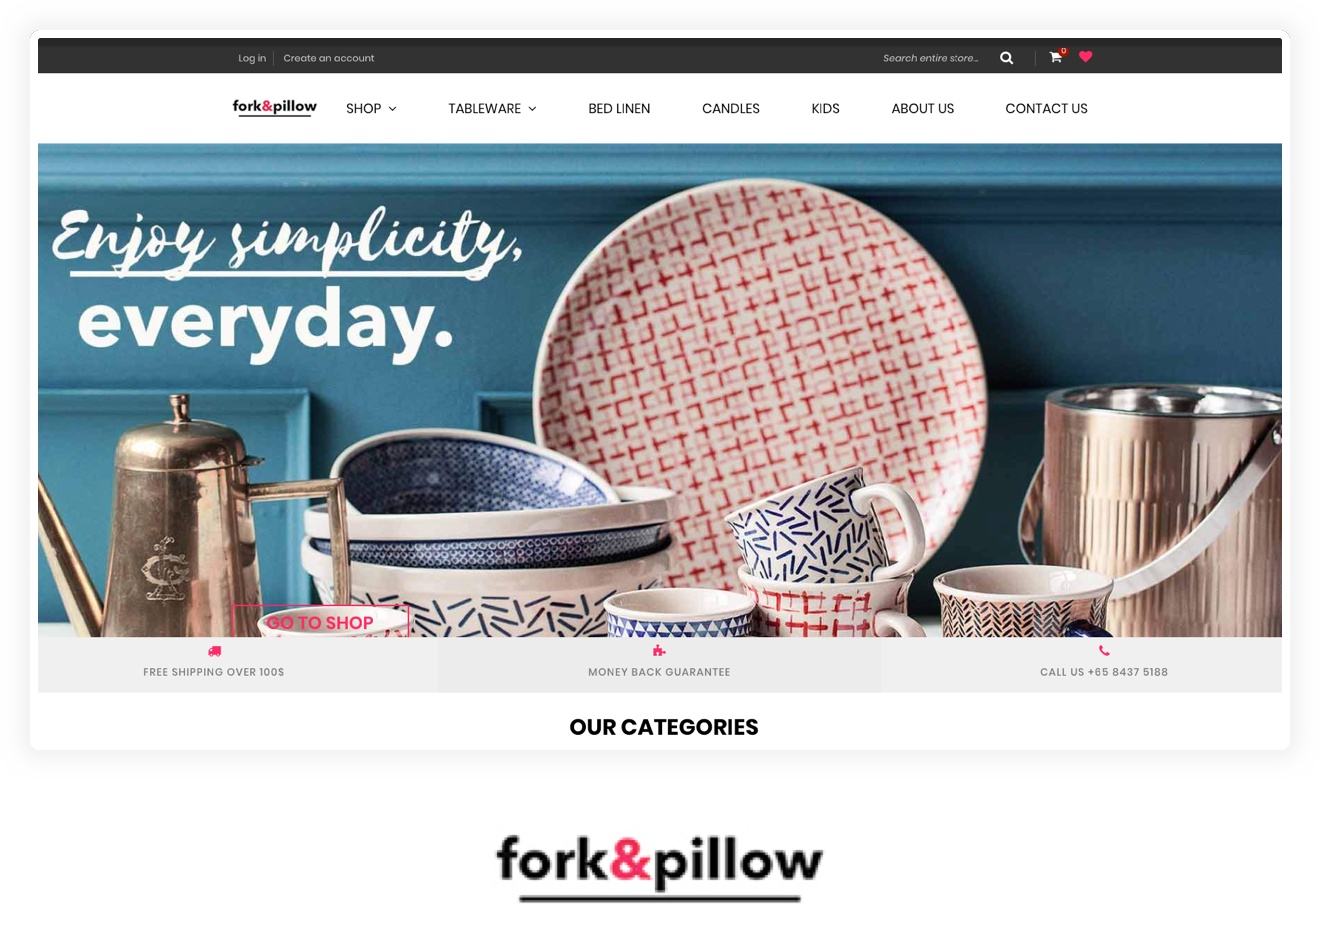 Log in Create an account Search entire store... 0
fork&pillow SHOP TABLEWARE BED LINEN CANDLES KIDS ABOUT US CONTACT US
Enjoy simplicity,
everyday.
GO TO SHOP
FREE SHIPPING OVER 100$ MONEY BACK GUARANTEE CALL US +65 8437 5188
OUR CATEGORIES
fork&pillow